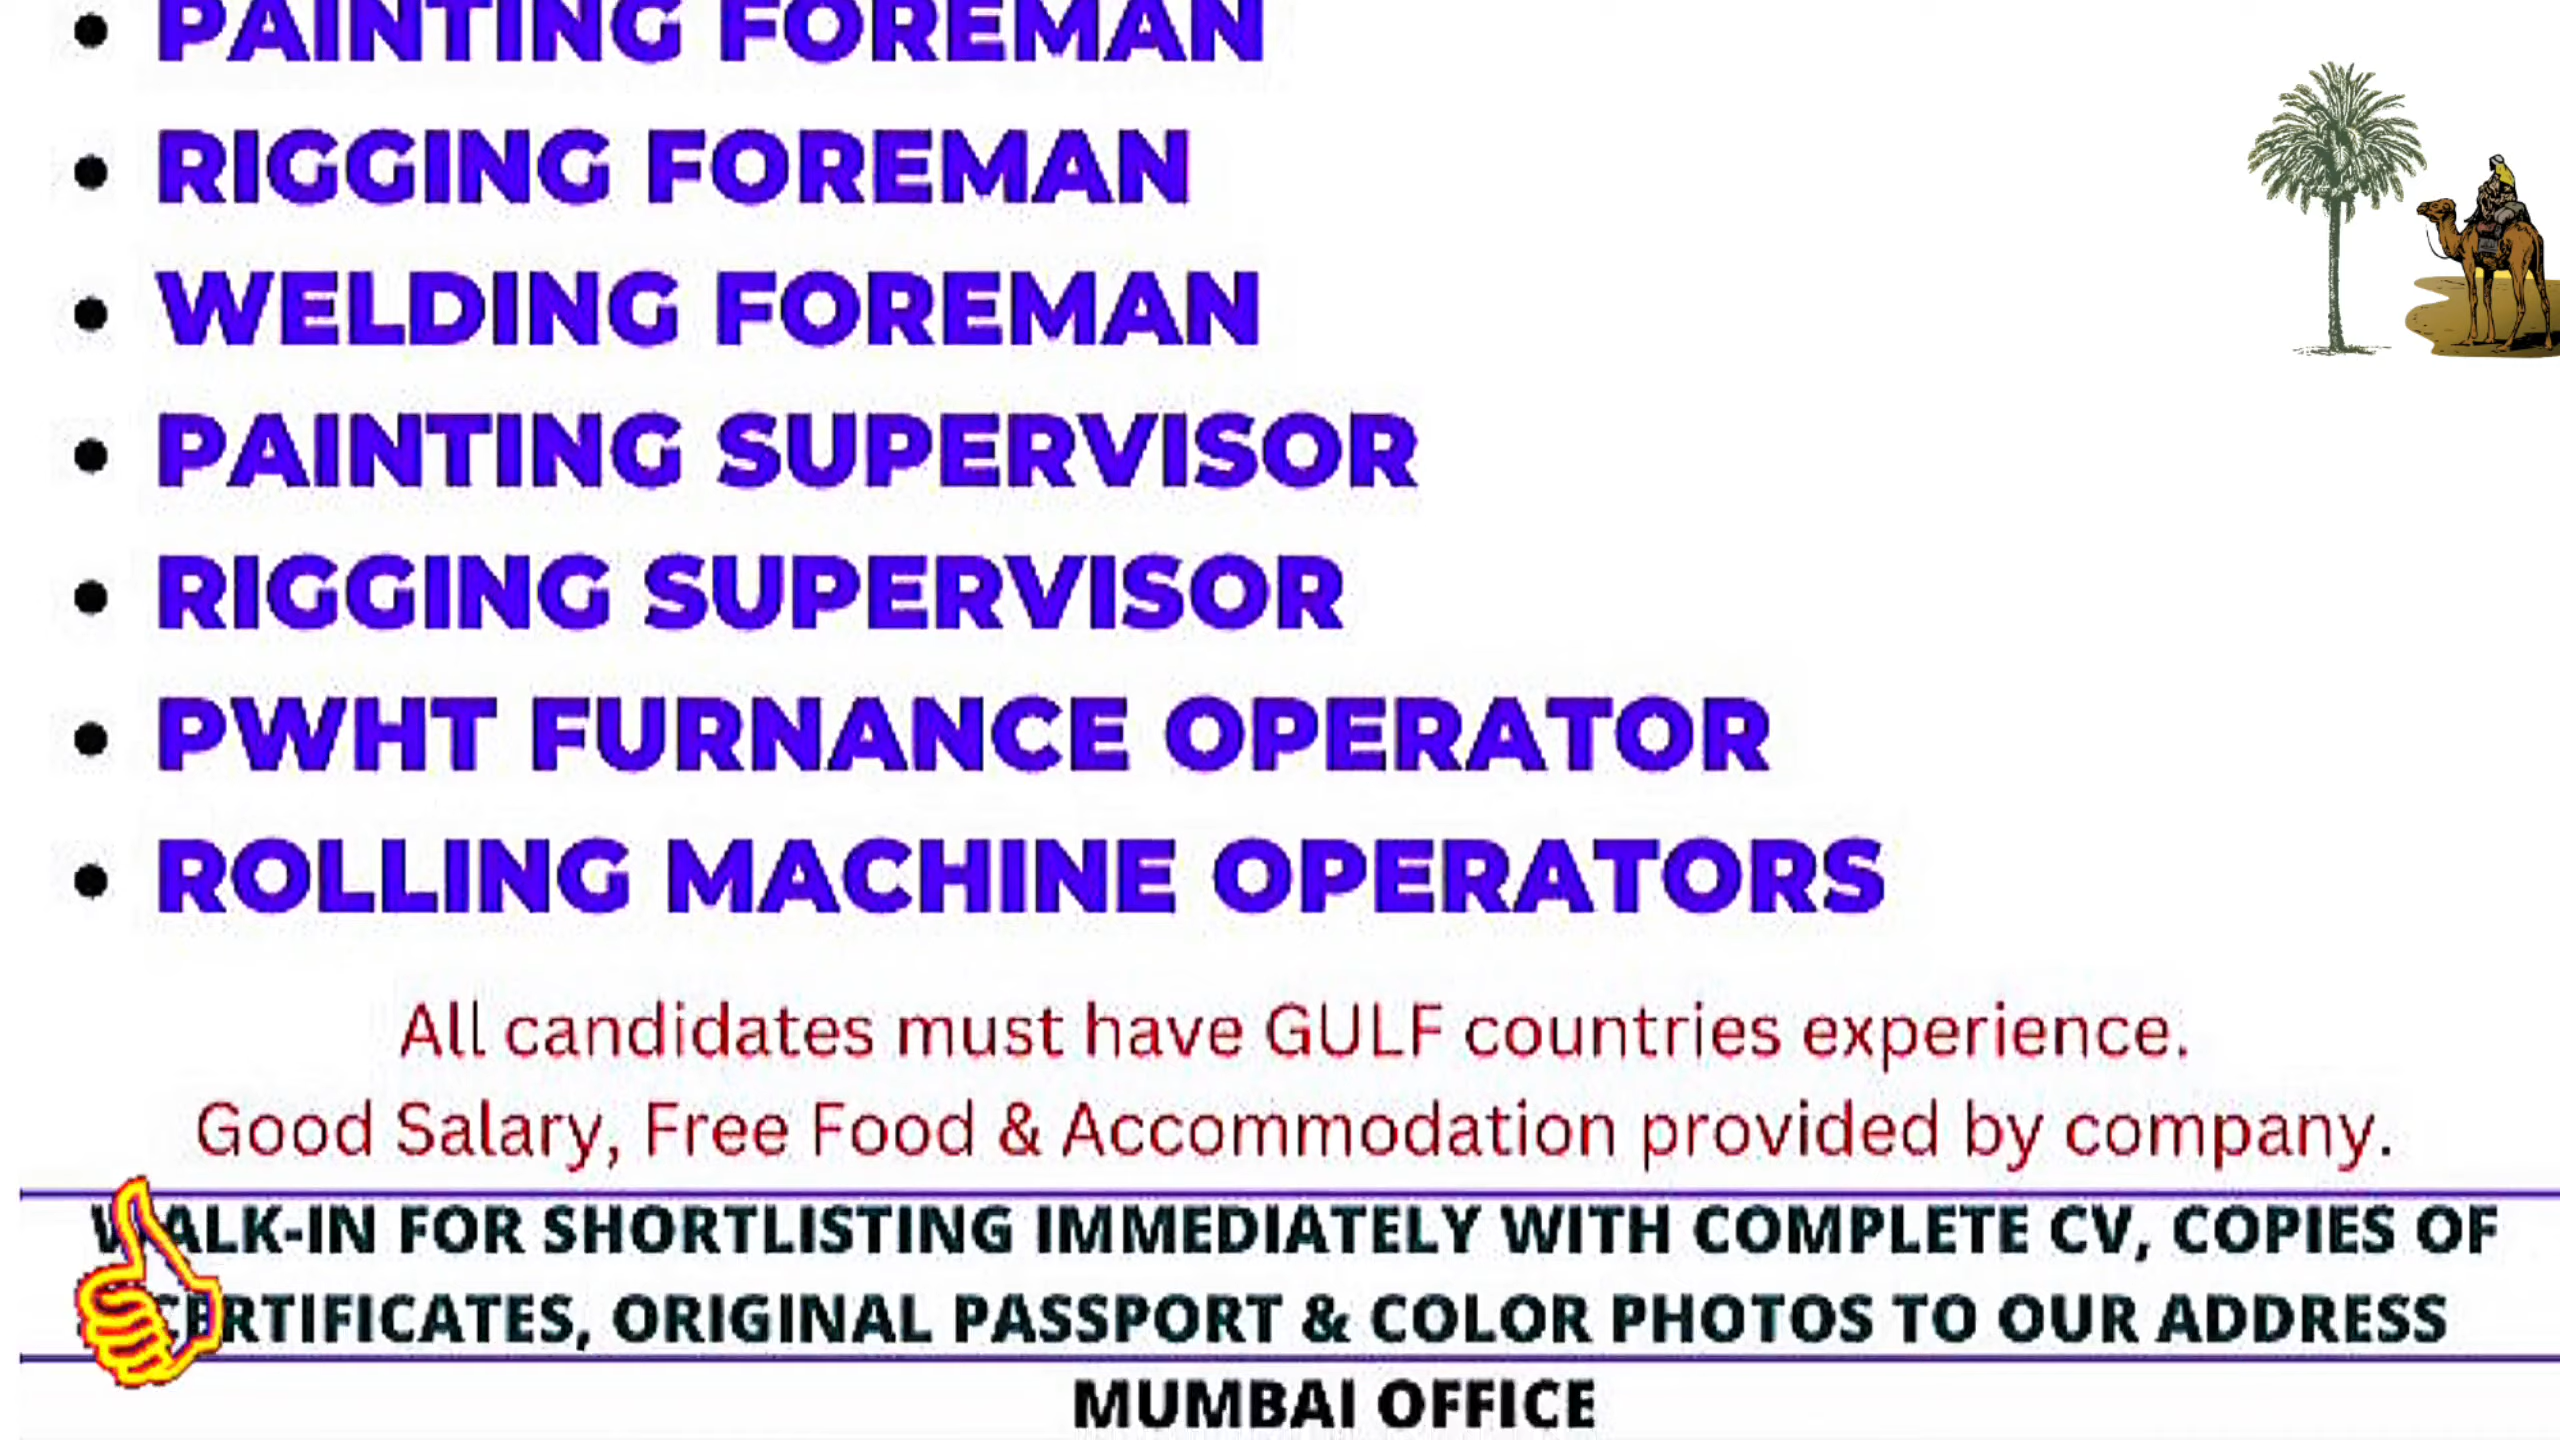 • PAINTING FOREMAN
• RIGGING FOREMAN
• WELDING FOREMAN
• PAINTING SUPERVISOR
• RIGGING SUPERVISOR
• PWHT FURNANCE OPERATOR
• ROLLING MACHINE OPERATORS
All candidates must have GULF countries experience.
Good Salary, Free Food & Accommodation provided by company.
WALK-IN FOR SHORTLISTING IMMEDIATELY WITH COMPLETE CV, COPIES OF
CERTIFICATES, ORIGINAL PASSPORT & COLOR PHOTOS TO OUR ADDRESS
MUMBAI OFFICE